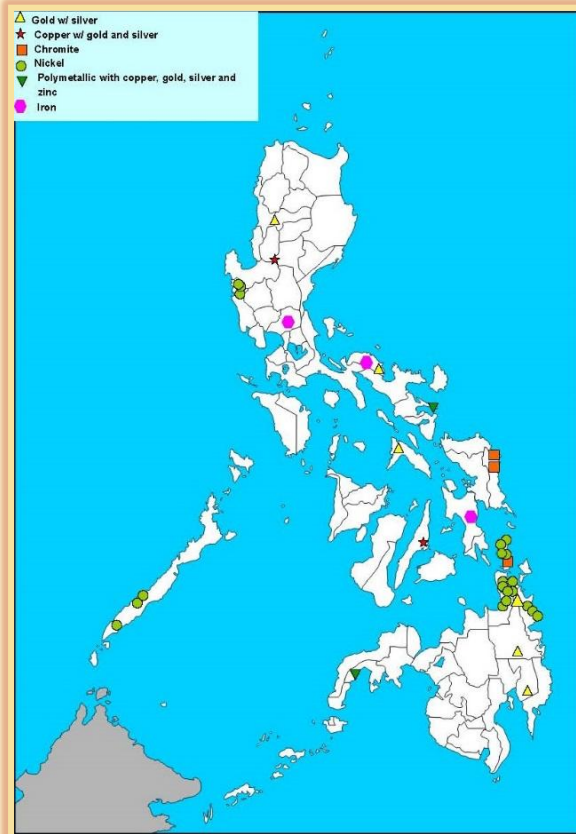 Gold w/ silver
Copper w/ gold and silver
Chromite
Nickel
Polymetallic with copper, gold, silver and
zinc
Iron